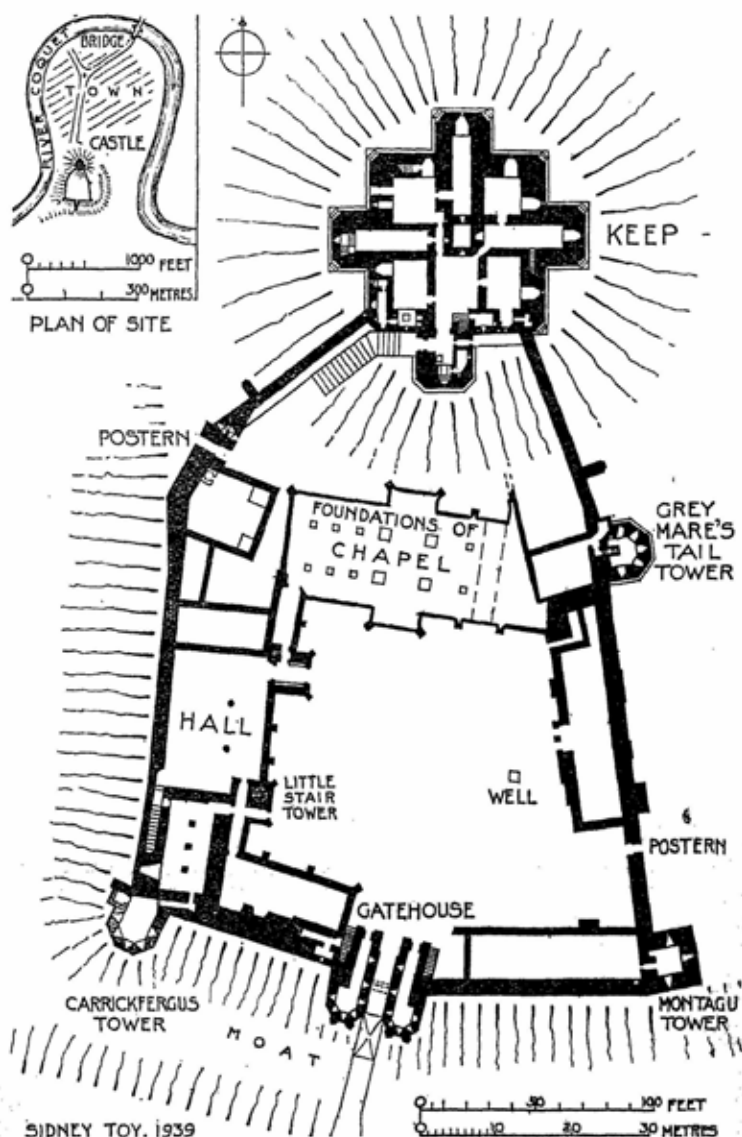 RIVER COQUET
BRIDGE
TOWN
CASTLE
1000 FEET
300 METRES
PLAN OF SITE
KEEP
POSTERN
FOUNDATIONS OF
CHAPEL
GREY
MARE'S
TAIL
TOWER
HALL
LITTLE
STAIR
TOWER
WELL
POSTERN
GATEHOUSE
CARRICKFERGUS
TOWER
MOAT
MONTAGU
TOWER
SIDNEY TOY, 1939
0 50 100 FEET
0 10 20 30 METRES